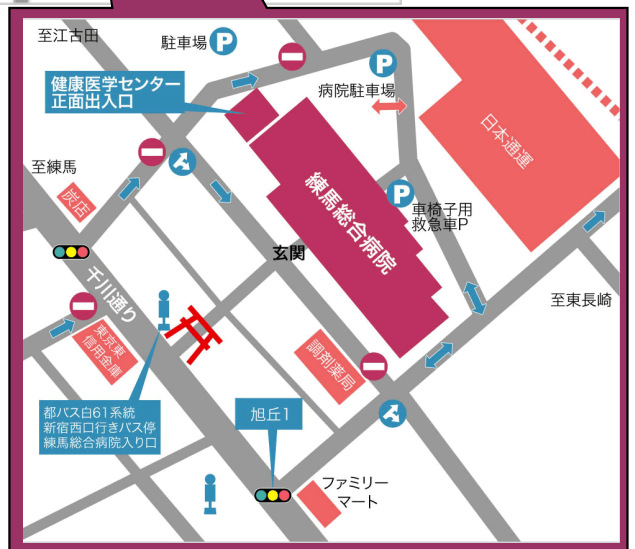 至江古田
駐車場
P
健康医学センター
正面出入口
P
病院駐車場
日本通運
至練馬
炭店
練馬総合病院
P
車椅子用
救急車P
玄関
千川通り
至東長崎
東京東
信用金庫
調剤薬局
都バス白61系統
新宿西口行きバス停
練馬総合病院入り口
旭丘1
ファミリー
マート